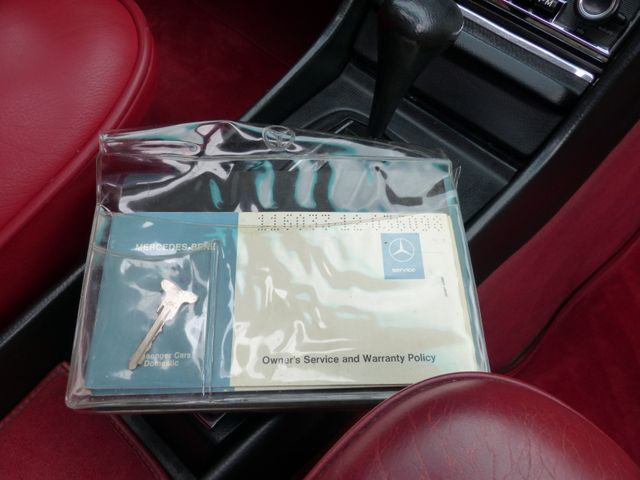 MERCEDES-BENZ
service
Owner's Service and Warranty Policy
Passenger Cars
Domestic